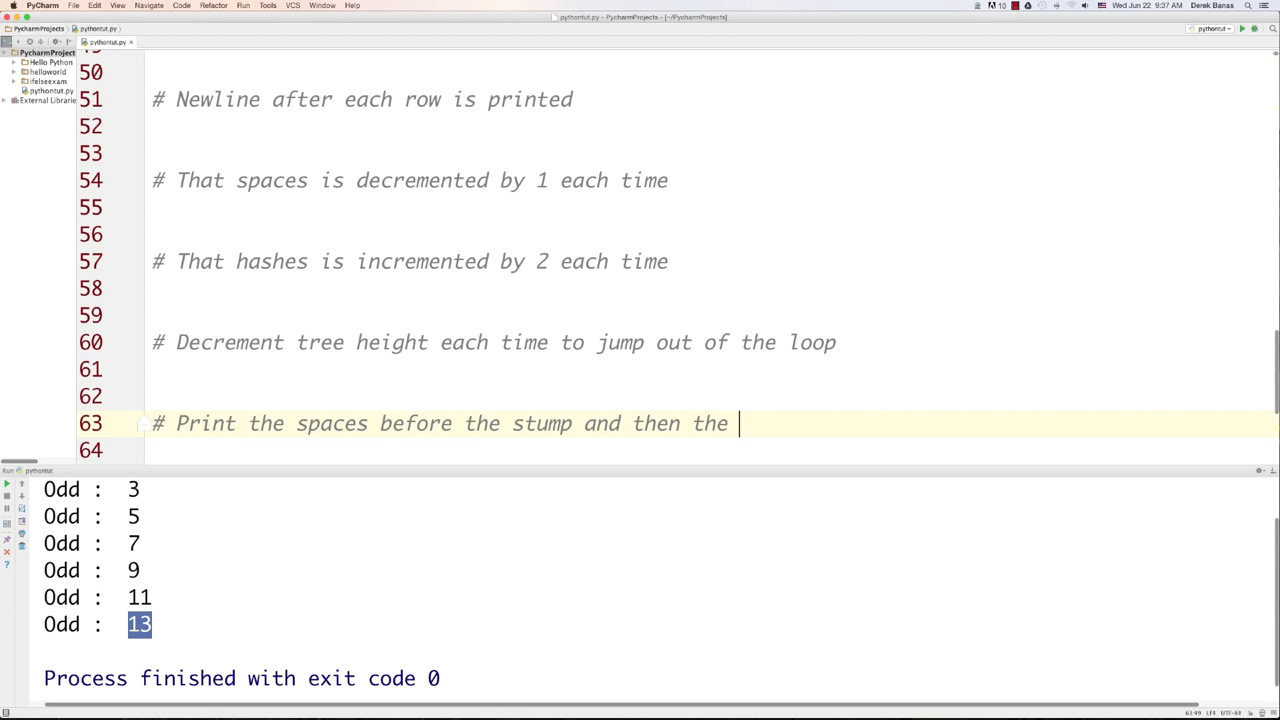 PyCharm File Edit View Navigate Code Refactor Run Tools VCS Window Help 10 Wed Jun 22 9:37 AM Derek Banas
pythontut.py - PycharmProjects - [~/PycharmProjects]
PycharmProjects pythontut.py pythontut
pythontut.py ×
PycharmProject
Hello Python
helloworld
ifelseexam
pythontut.py
External Librarie
49
50
51 # Newline after each row is printed
52
53
54 # That spaces is decremented by 1 each time
55
56
57 # That hashes is incremented by 2 each time
58
59
60 # Decrement tree height each time to jump out of the loop
61
62
63 # Print the spaces before the stump and then the
64
Run pythontut
Odd : 3
Odd : 5
Odd : 7
Odd : 9
Odd : 11
Odd : 13
Process finished with exit code 0
63:49 LF‡ UTF-8‡